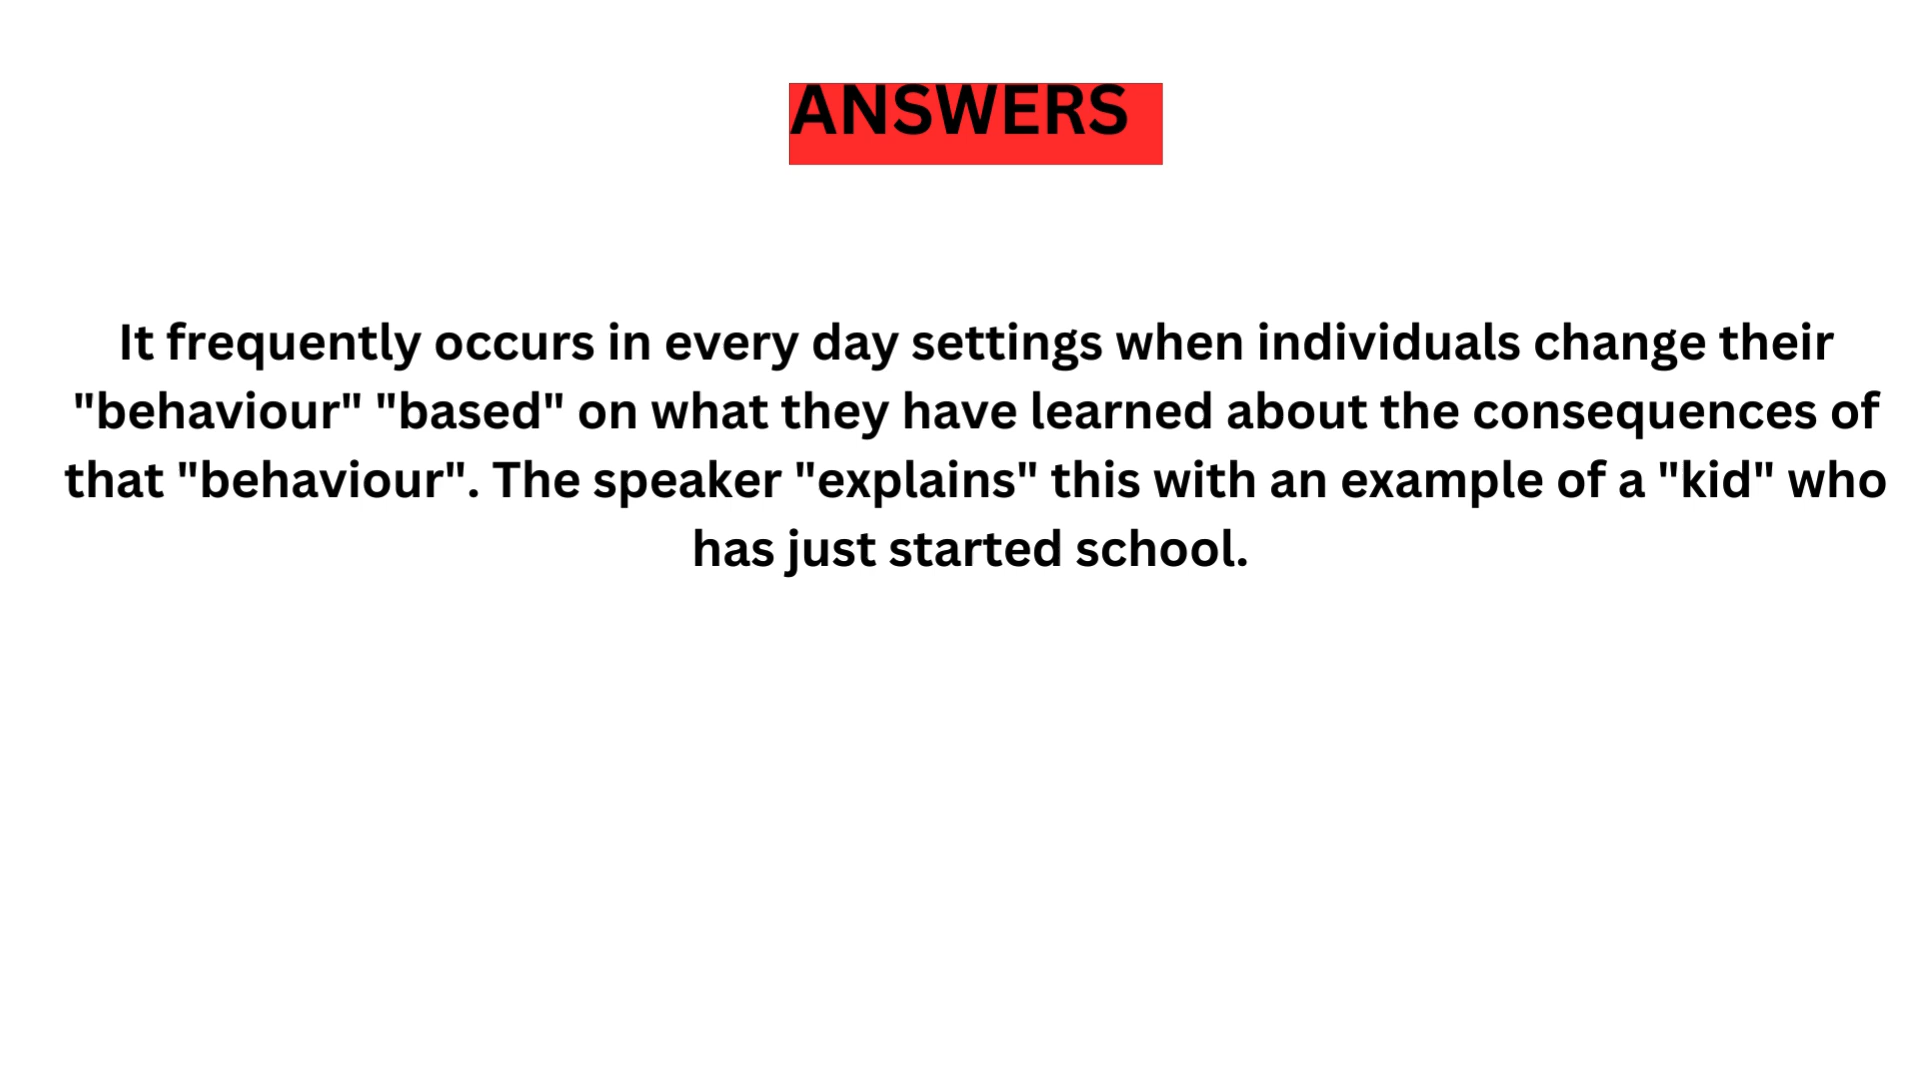 ANSWERS
It frequently occurs in every day settings when individuals change their
"behaviour" "based" on what they have learned about the consequences of
that "behaviour". The speaker "explains" this with an example of a "kid" who
has just started school.